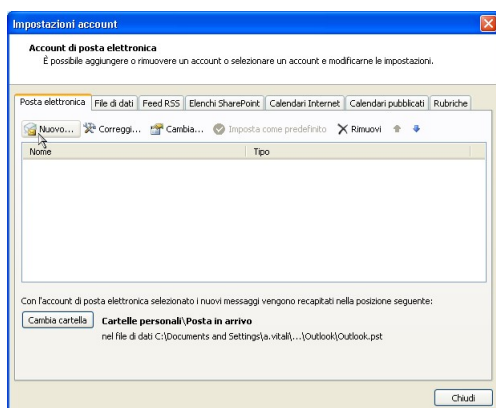 Impostazioni account
Account di posta elettronica
È possibile aggiungere o rimuovere un account o selezionare un account e modificarne le impostazioni.
Posta elettronica File di dati Feed RSS Elenchi SharePoint Calendari Internet Calendari pubblicati Rubriche
Nuovo... Correggi... Cambia... Imposta come predefinito Rimuovi
Nome Tipo
Con l'account di posta elettronica selezionato i nuovi messaggi vengono recapitati nella posizione seguente:
Cambia cartella Cartelle personali\Posta in arrivo
nel file di dati C:\Documents and Settings\a.vitali\...\Outlook\Outlook.pst
Chiudi